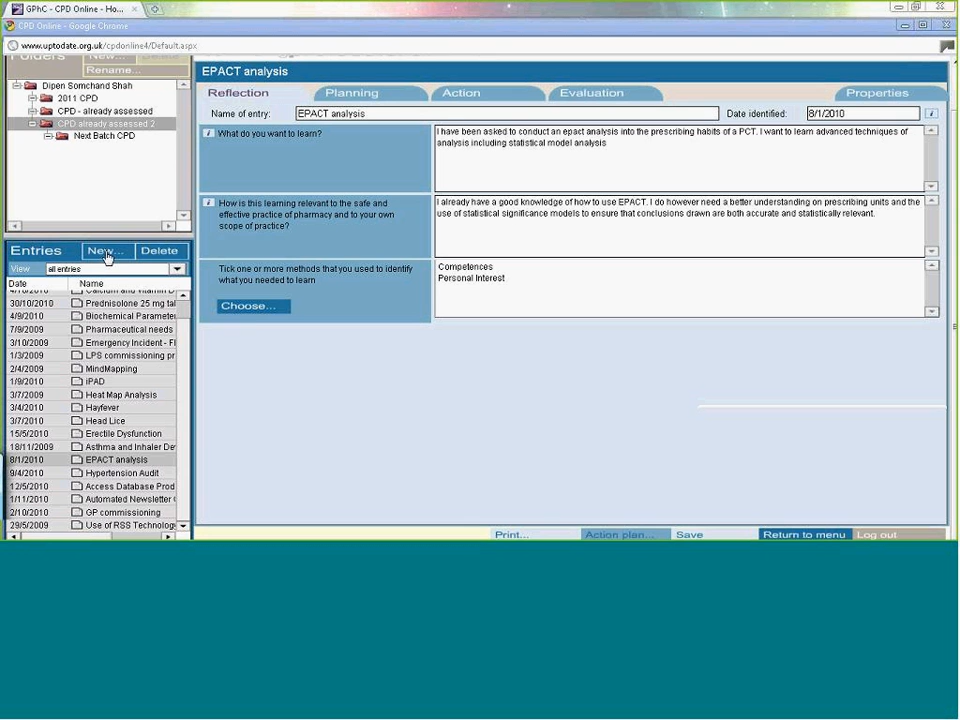 GPhC - CPD Online - Ho...
CPD Online - Google Chrome
www.uptodate.org.uk/cpdonline4/Default.aspx
Folders New... Delete
Rename...
Dipen Somchand Shah
2011 CPD
CPD - already assessed
CPD already assessed 2
Next Batch CPD
Entries New... Delete
View all entries
Date Name
4/10/2010 Calcium and Vitamin D
30/10/2010 Prednisolone 25 mg tal
4/9/2010 Biochemical Paramete
7/9/2009 Pharmaceutical needs
3/10/2009 Emergency Incident - Fl
1/3/2009 LPS commissioning pr
2/4/2009 MindMapping
1/9/2010 iPAD
3/7/2009 Heat Map Analysis
3/4/2010 Hayfever
3/7/2010 Head Lice
15/5/2010 Erectile Dysfunction
18/11/2009 Asthma and Inhaler De
8/1/2010 EPACT analysis
9/4/2010 Hypertension Audit
12/5/2010 Access Database Prod
1/11/2010 Automated Newsletter
2/10/2010 GP commissioning
29/5/2009 Use of RSS Technolog
EPACT analysis
Reflection Planning Action Evaluation Properties
Name of entry: EPACT analysis Date identified: 8/1/2010
What do you want to learn?
I have been asked to conduct an epact analysis into the prescribing habits of a PCT. I want to learn advanced techniques of
analysis including statistical model analysis
How is this learning relevant to the safe and
effective practice of pharmacy and to your own
scope of practice?
I already have a good knowledge of how to use EPACT. I do however need a better understanding on prescribing units and the
use of statistical significance models to ensure that conclusions drawn are both accurate and statistically relevant.
Tick one or more methods that you used to identify
what you needed to learn
Choose...
Competences
Personal Interest
Print... Action plan... Save Return to menu Log out